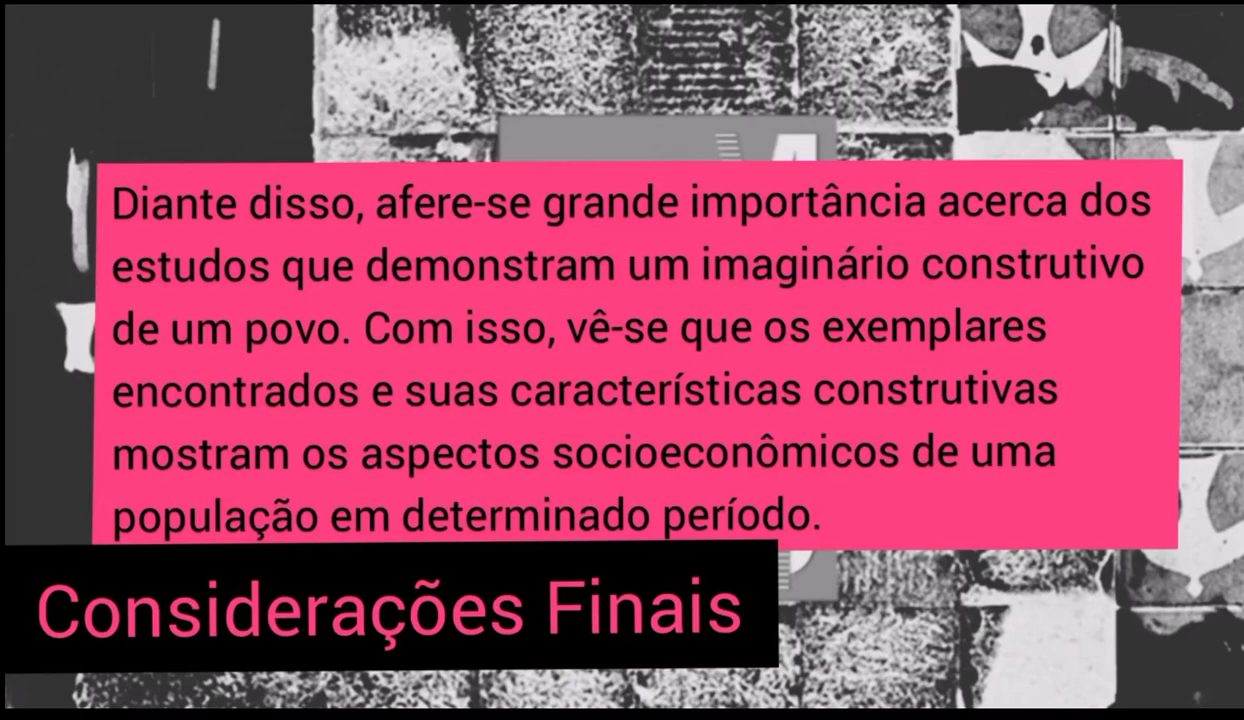 Diante disso, afere-se grande importância acerca dos
estudos que demonstram um imaginário construtivo
de um povo. Com isso, vê-se que os exemplares
encontrados e suas características construtivas
mostram os aspectos socioeconômicos de uma
população em determinado período.
Considerações Finais